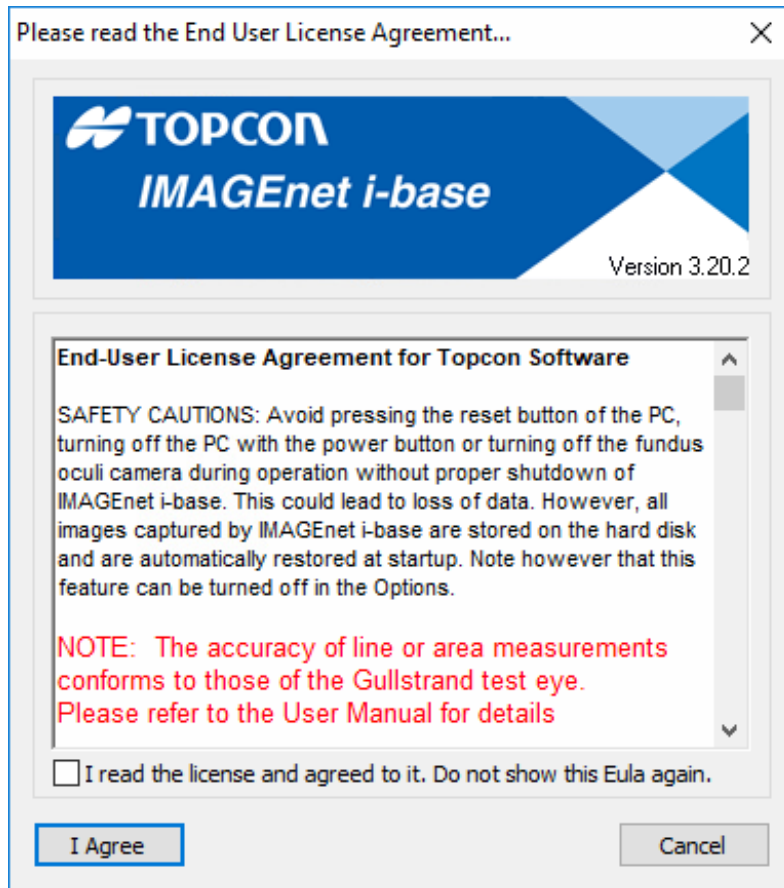 Please read the End User License Agreement...
TOPCON
IMAGEnet i-base
Version 3.20.2
End-User License Agreement for Topcon Software
SAFETY CAUTIONS: Avoid pressing the reset button of the PC,
turning off the PC with the power button or turning off the fundus
oculi camera during operation without proper shutdown of
IMAGEnet i-base. This could lead to loss of data. However, all
images captured by IMAGEnet i-base are stored on the hard disk
and are automatically restored at startup. Note however that this
feature can be turned off in the Options.
NOTE: The accuracy of line or area measurements
conforms to those of the Gullstrand test eye.
Please refer to the User Manual for details
I read the license and agreed to it. Do not show this Eula again.
I Agree
Cancel